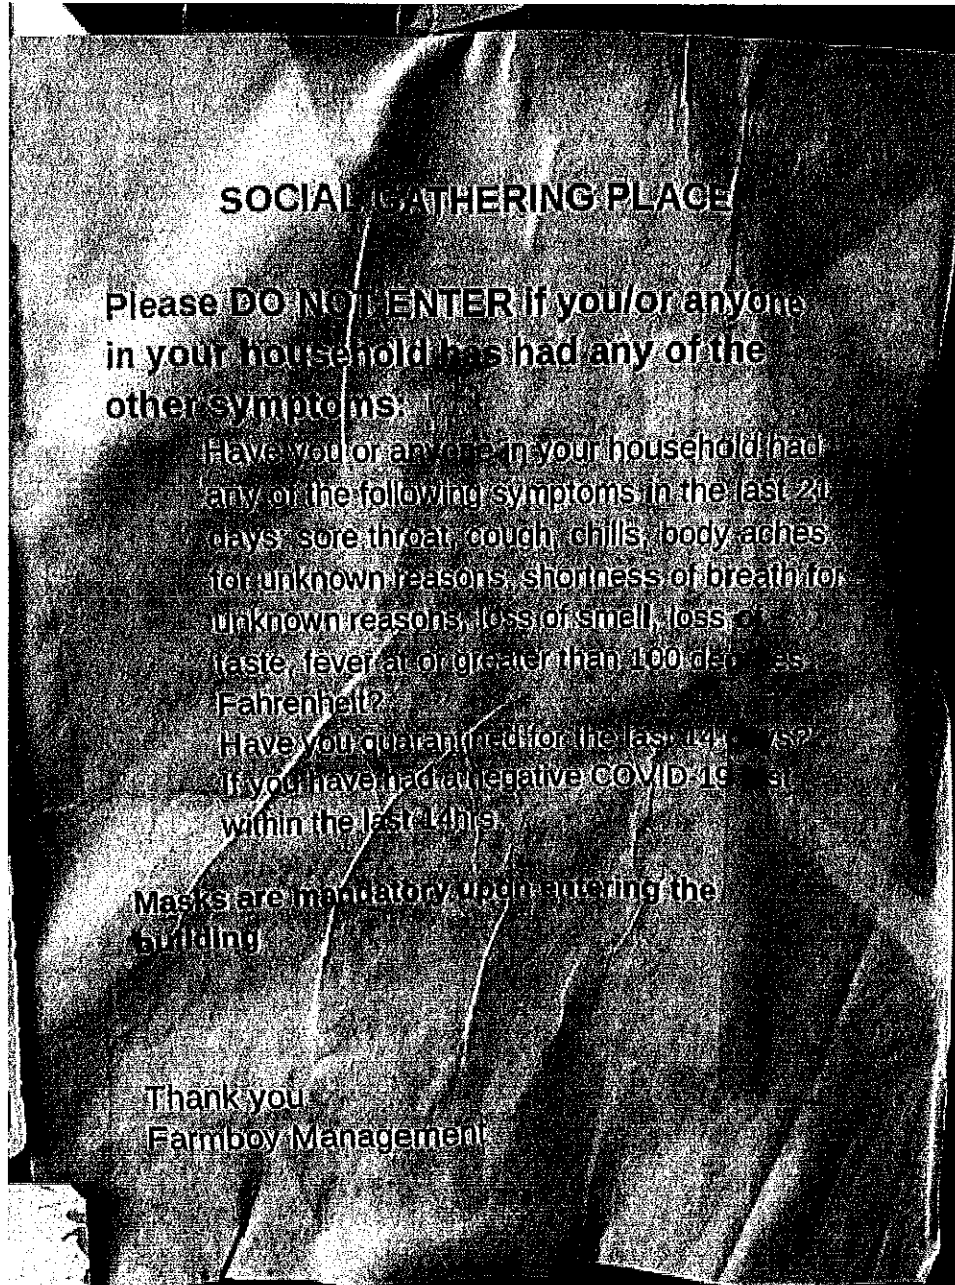 SOCIAL GATHERING PLACE
Please DO NOT ENTER if you/or anyone
in your household has had any of the
other symptoms:
Have you or anyone in your household had
any of the following symptoms in the last 21
days: sore throat, cough, chills, body aches
for unknown reasons, shortness of breath for
unknown reasons, loss of smell, loss of
taste, fever at or greater than 100 degrees
Fahrenheit?
Have you quarantined for the last 14 days?
If you have had a negative COVID-19 test
within the last 14hrs.
Masks are mandatory upon entering the
building
Thank you
Farmboy Management